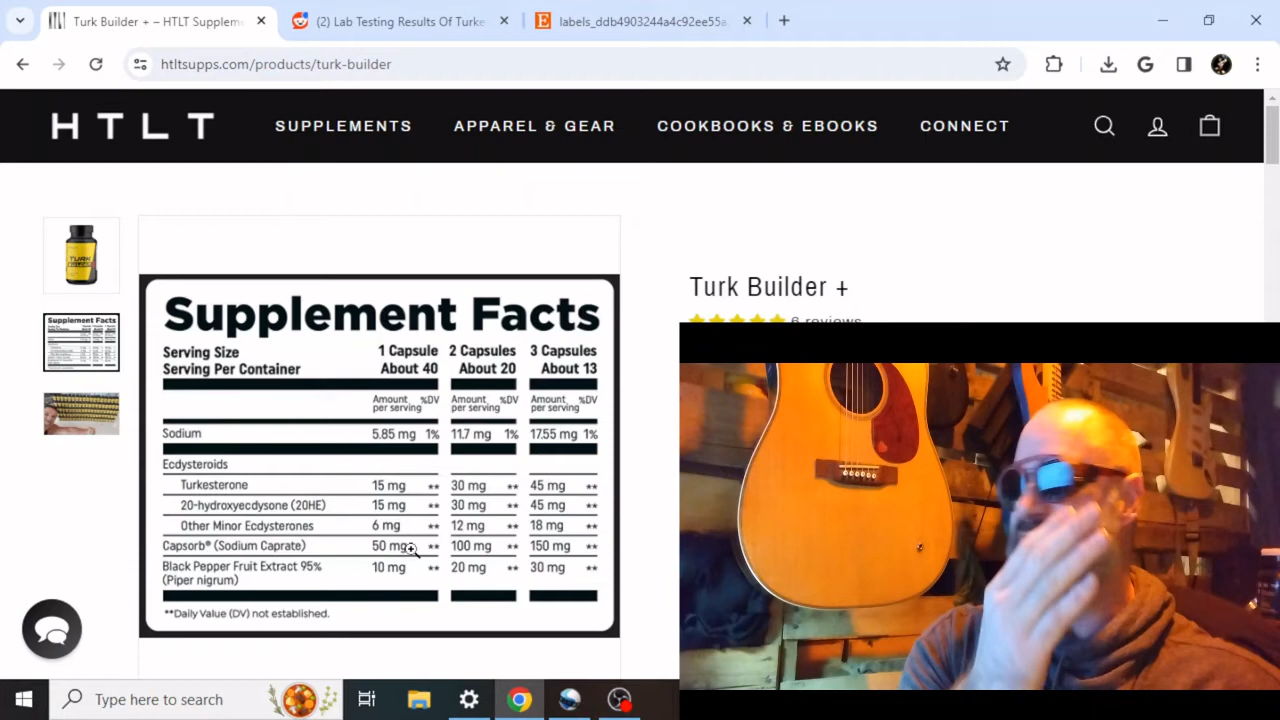 Turk Builder + – HTLT Supplem
(2) Lab Testing Results Of Turke
labels_ddb4903244a4c92ee55a
htltsupps.com/products/turk-builder
HTLT
SUPPLEMENTS
APPAREL & GEAR
COOKBOOKS & EBOOKS
CONNECT
Supplement Facts
Serving Size 1 Capsule 2 Capsules 3 Capsules
Serving Per Container About 40 About 20 About 13
Amount per serving %DV Amount per serving %DV Amount per serving %DV
Sodium 5.85 mg 1% 11.7 mg 1% 17.55 mg 1%
Ecdysteroids
Turkesterone 15 mg ** 30 mg ** 45 mg **
20-hydroxyecdysone (20HE) 15 mg ** 30 mg ** 45 mg **
Other Minor Ecdysterones 6 mg ** 12 mg ** 18 mg **
Capsorb® (Sodium Caprate) 50 mg ** 100 mg ** 150 mg **
Black Pepper Fruit Extract 95% 10 mg ** 20 mg ** 30 mg **
(Piper nigrum)
**Daily Value (DV) not established.
Turk Builder +
6 reviews
Supplement Facts
TURK
Type here to search